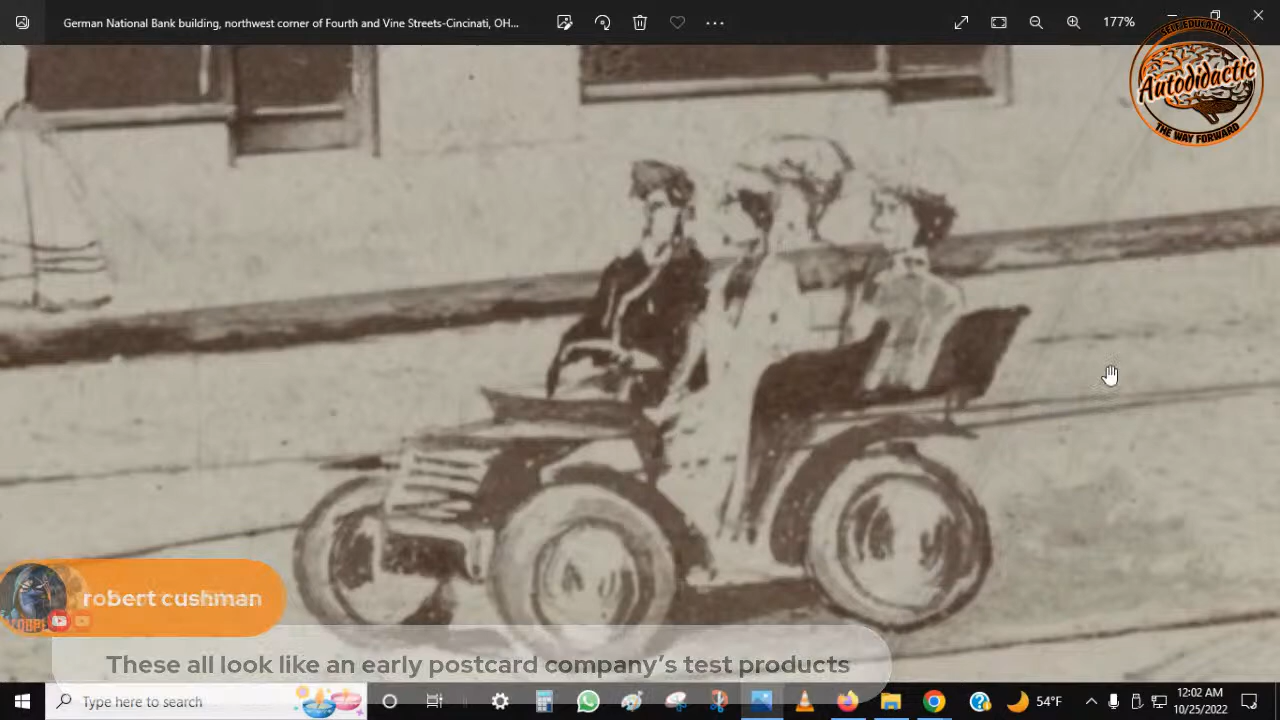 German National Bank building, northwest corner of Fourth and Vine Streets-Cincinati, OH...
177%
SELF EDUCATION
Autodidactic
THE WAY FORWARD
robert cushman
These all look like an early postcard company's test products
Type here to search
54°F
12:02 AM
10/25/2022